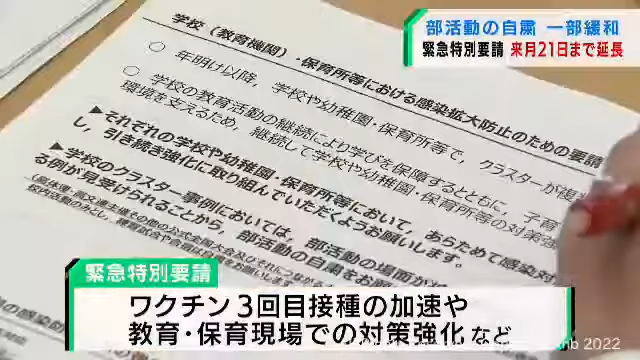 部活動の自粛 一部緩和
緊急特別要請 来月21日まで延長
学校（教育機関）・保育所等における感染拡大防止のための要請
○ 年明け以降，学校や幼稚園・保育所等で，クラスターが複
○ 学校の教育活動の継続により学びを保障するとともに，子育
環境を支えるため，継続して学校や幼稚園・保育所等の対策強
▶それぞれの学校や幼稚園・保育所等において，あらためて感染対
し，引き続き強化に取り組んでいただくようお願いします。
▶学校のクラスター事例においては，部活動の場面が
る例が見受けられることから，部活動の自粛をお
緊急特別要請
ワクチン3回目接種の加速や
教育・保育現場での対策強化 など
hb 2022